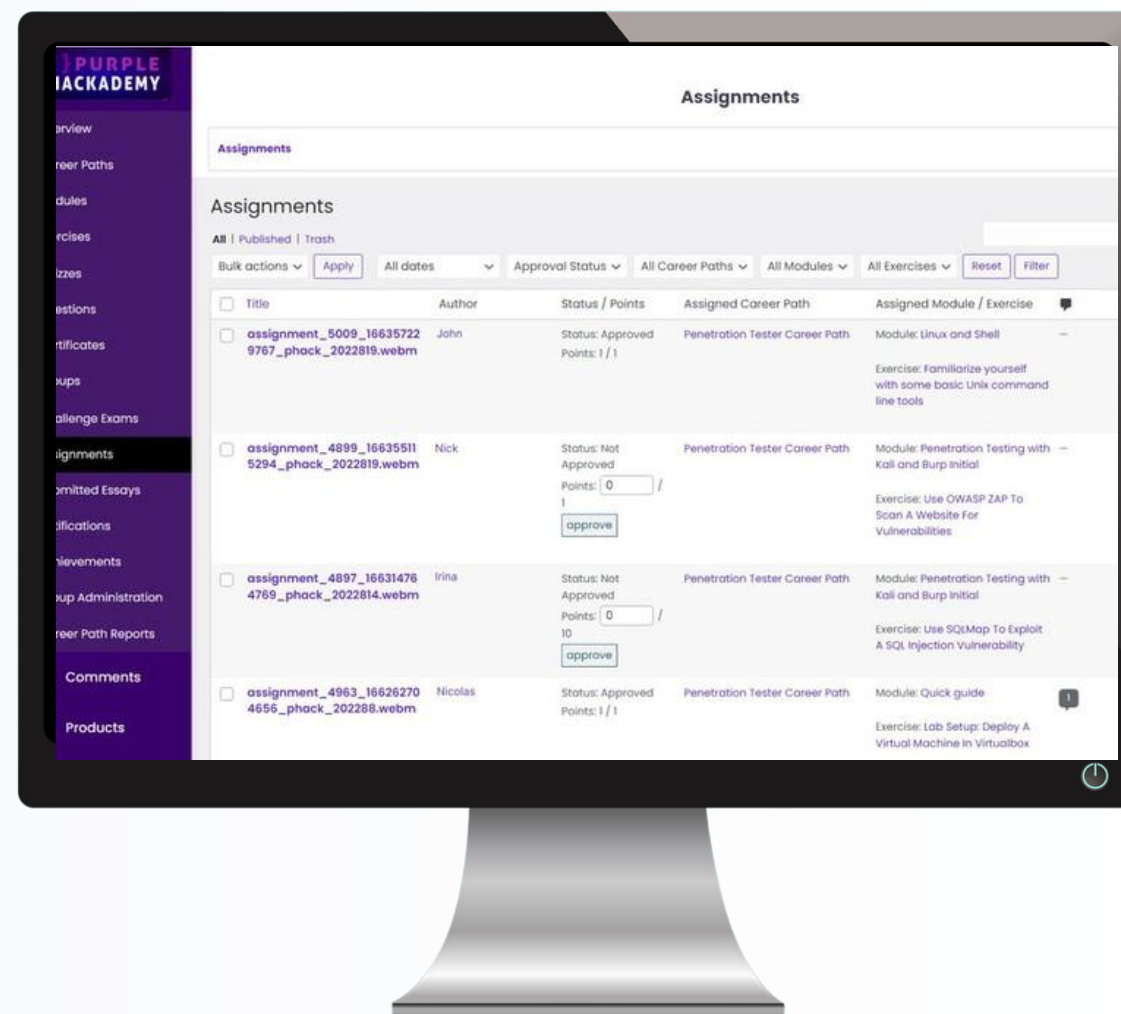 }PURPLE
HACKADEMY
erview
reer Paths
dules
rcises
izzes
estions
rtificates
oups
allenge Exams
signments
bmitted Essays
tifications
hievements
oup Administration
reer Path Reports
Comments
Products
Assignments
Assignments
Assignments
All | Published | Trash
Bulk actions Apply All dates Approval Status All Career Paths All Modules All Exercises Reset Filter
Title Author Status / Points Assigned Career Path Assigned Module / Exercise
assignment_5009_16635722 John Status: Approved Penetration Tester Career Path Module: Linux and Shell —
9767_phack_2022819.webm Points: 1 / 1
Exercise: Familiarize yourself
with some basic Unix command
line tools
assignment_4899_16635511 Nick Status: Not Penetration Tester Career Path Module: Penetration Testing with —
5294_phack_2022819.webm Approved Kali and Burp Initial
Points: 0 /
1 Exercise: Use OWASP ZAP To
approve Scan A Website For
Vulnerabilities
assignment_4897_16631476 Irina Status: Not Penetration Tester Career Path Module: Penetration Testing with —
4769_phack_2022814.webm Approved Kali and Burp Initial
Points: 0 /
10 Exercise: Use SQLMap To Exploit
approve A SQL Injection Vulnerability
assignment_4963_16626270 Nicolas Status: Approved Penetration Tester Career Path Module: Quick guide 1
4656_phack_202288.webm Points: 1 / 1
Exercise: Lab Setup: Deploy A
Virtual Machine In Virtualbox